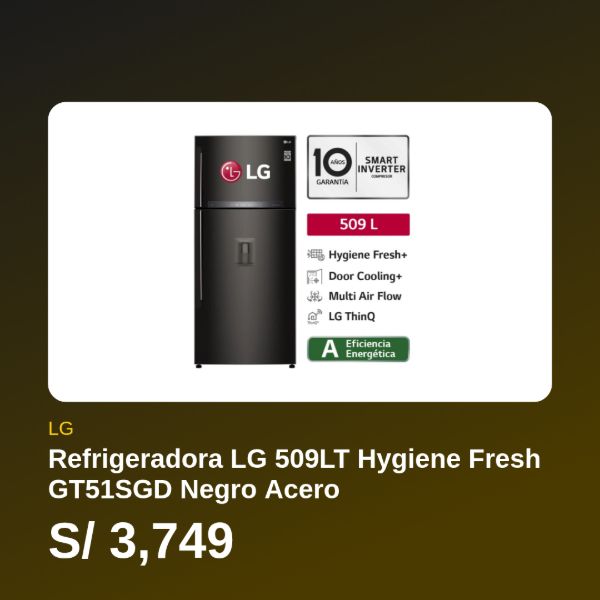 LG
10 AÑOS
GARANTÍA
SMART
INVERTER
COMPRESOR
509 L
Hygiene Fresh+
Door Cooling+
Multi Air Flow
LG ThinQ
A Eficiencia
Energética
LG
Refrigeradora LG 509LT Hygiene Fresh
GT51SGD Negro Acero
S/ 3,749